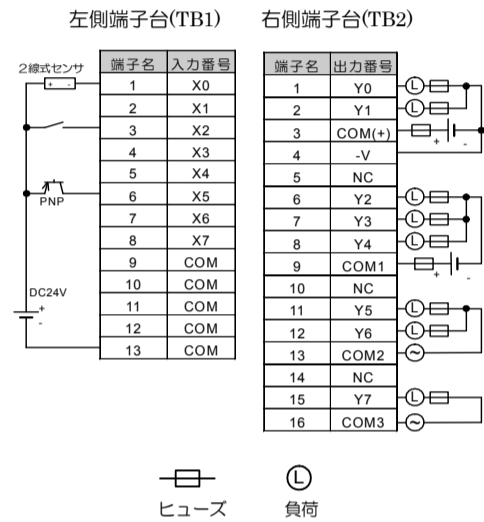 左側端子台(TB1)
右側端子台(TB2)
2線式センサ
+ -
PNP
DC24V
+
-
端子名 入力番号
1 X0
2 X1
3 X2
4 X3
5 X4
6 X5
7 X6
8 X7
9 COM
10 COM
11 COM
12 COM
13 COM
端子名 出力番号
1 Y0 L
2 Y1 L
3 COM(+) + -
4 -V
5 NC
6 Y2 L
7 Y3 L
8 Y4 L
9 COM1 + -
10 NC
11 Y5 L
12 Y6 L
13 COM2 ~
14 NC
15 Y7 L
16 COM3 ~
L
ヒューズ
負荷